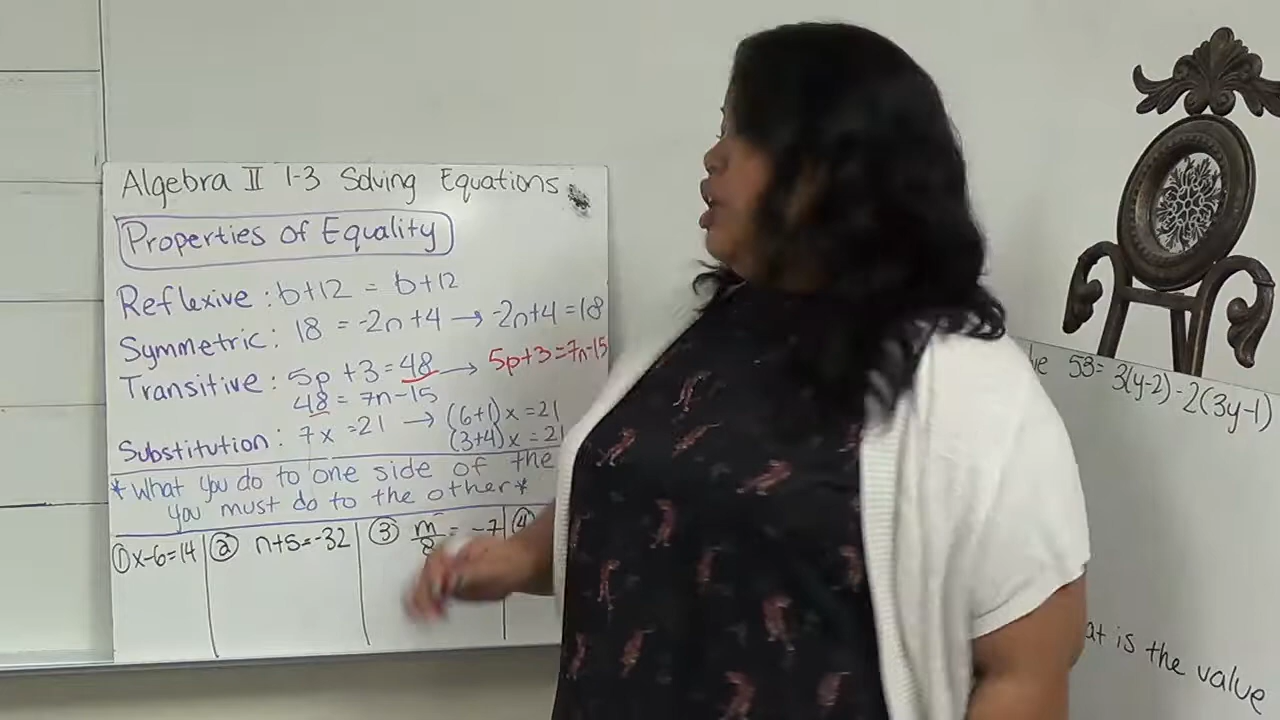 Algebra II 1-3 Solving Equations
Properties of Equality
Reflexive: b+12 = b+12
Symmetric: 18 = -2n+4 → -2n+4=18
Transitive: 5p+3=48 → 5p+3=7n-15
48 = 7n-15
Substitution: 7x =21 → (6+1)x =21
(3+4)x =21
*What you do to one side of the
you must do to the other*
① x-6=14
② n+5=-32
③ m/8 = -7
④
53= 3(y-2)-2(3y-1)
is the value